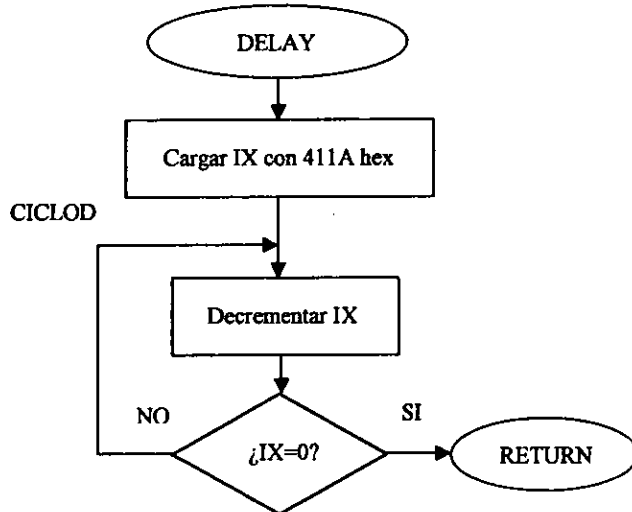 DELAY
Cargar IX con 411A hex
CICLOD
Decrementar IX
NO
SI
¿IX=0?
RETURN